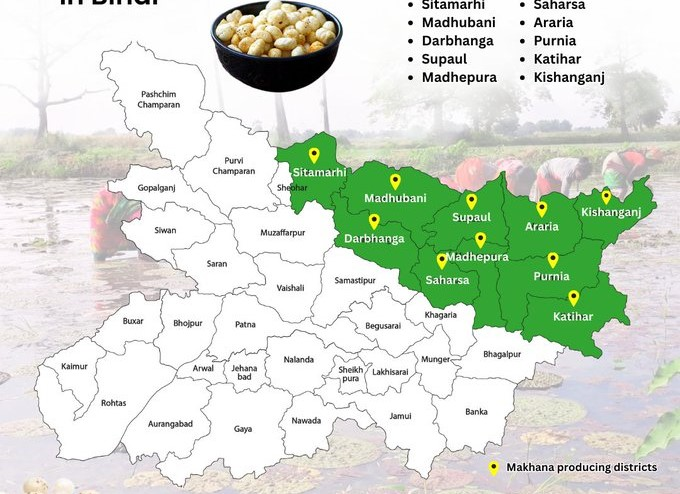 in Bihar
• Sitamarhi
• Madhubani
• Darbhanga
• Supaul
• Madhepura
• Saharsa
• Araria
• Purnia
• Katihar
• Kishanganj
Pashchim
Champaran
Purvi
Champaran
Sheohar
Sitamarhi
Gopalganj
Siwan
Saran
Muzaffarpur
Vaishali
Madhubani
Darbhanga
Supaul
Araria
Kishanganj
Madhepura
Saharsa
Purnia
Katihar
Samastipur
Khagaria
Begusarai
Buxar
Bhojpur
Patna
Nalanda
Munger
Bhagalpur
Kaimur
Rohtas
Arwal
Jehana
bad
Sheikh
pura
Lakhisarai
Aurangabad
Gaya
Nawada
Jamui
Banka
Makhana producing districts